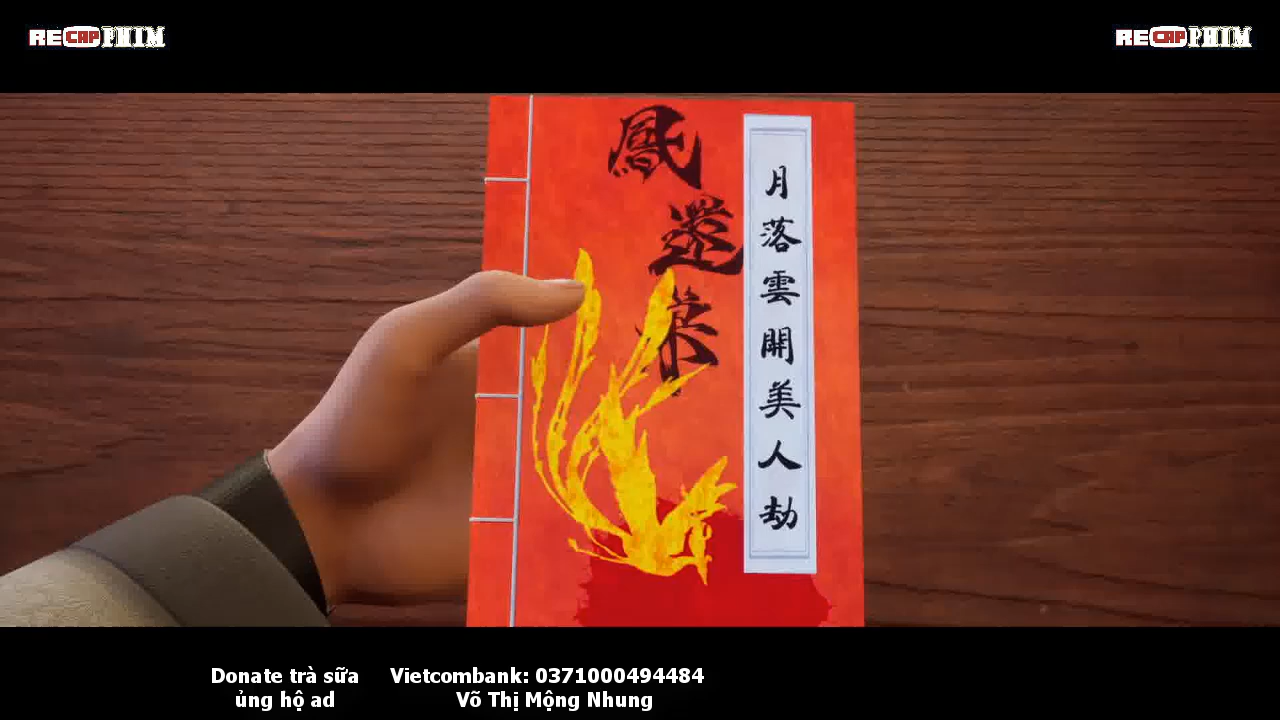 RECAPPHIM
RECAPPHIM
鳳還巢
月落雲開美人劫
Donate trà sữa
ủng hộ ad
Vietcombank: 0371000494484
Võ Thị Mộng Nhung